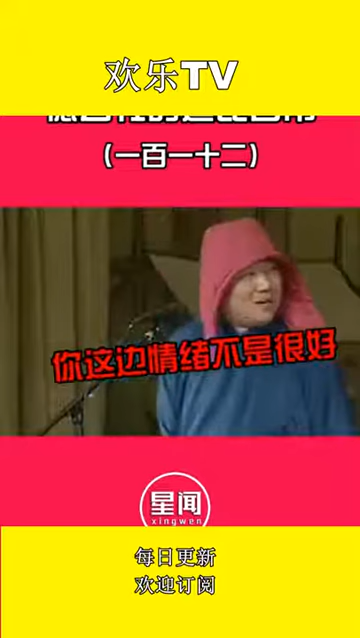 欢乐TV
(一百一十二)
你这边情绪不是很好
星闻
xingwen
每日更新
欢迎订阅